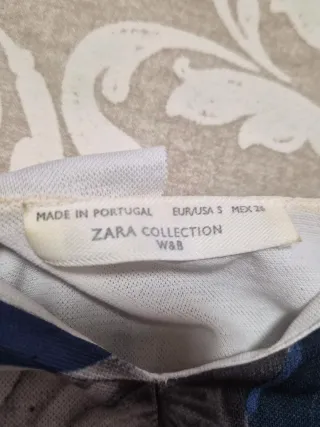 MADE IN PORTUGAL EUR/USA S MEX 26
ZARA COLLECTION
W&B